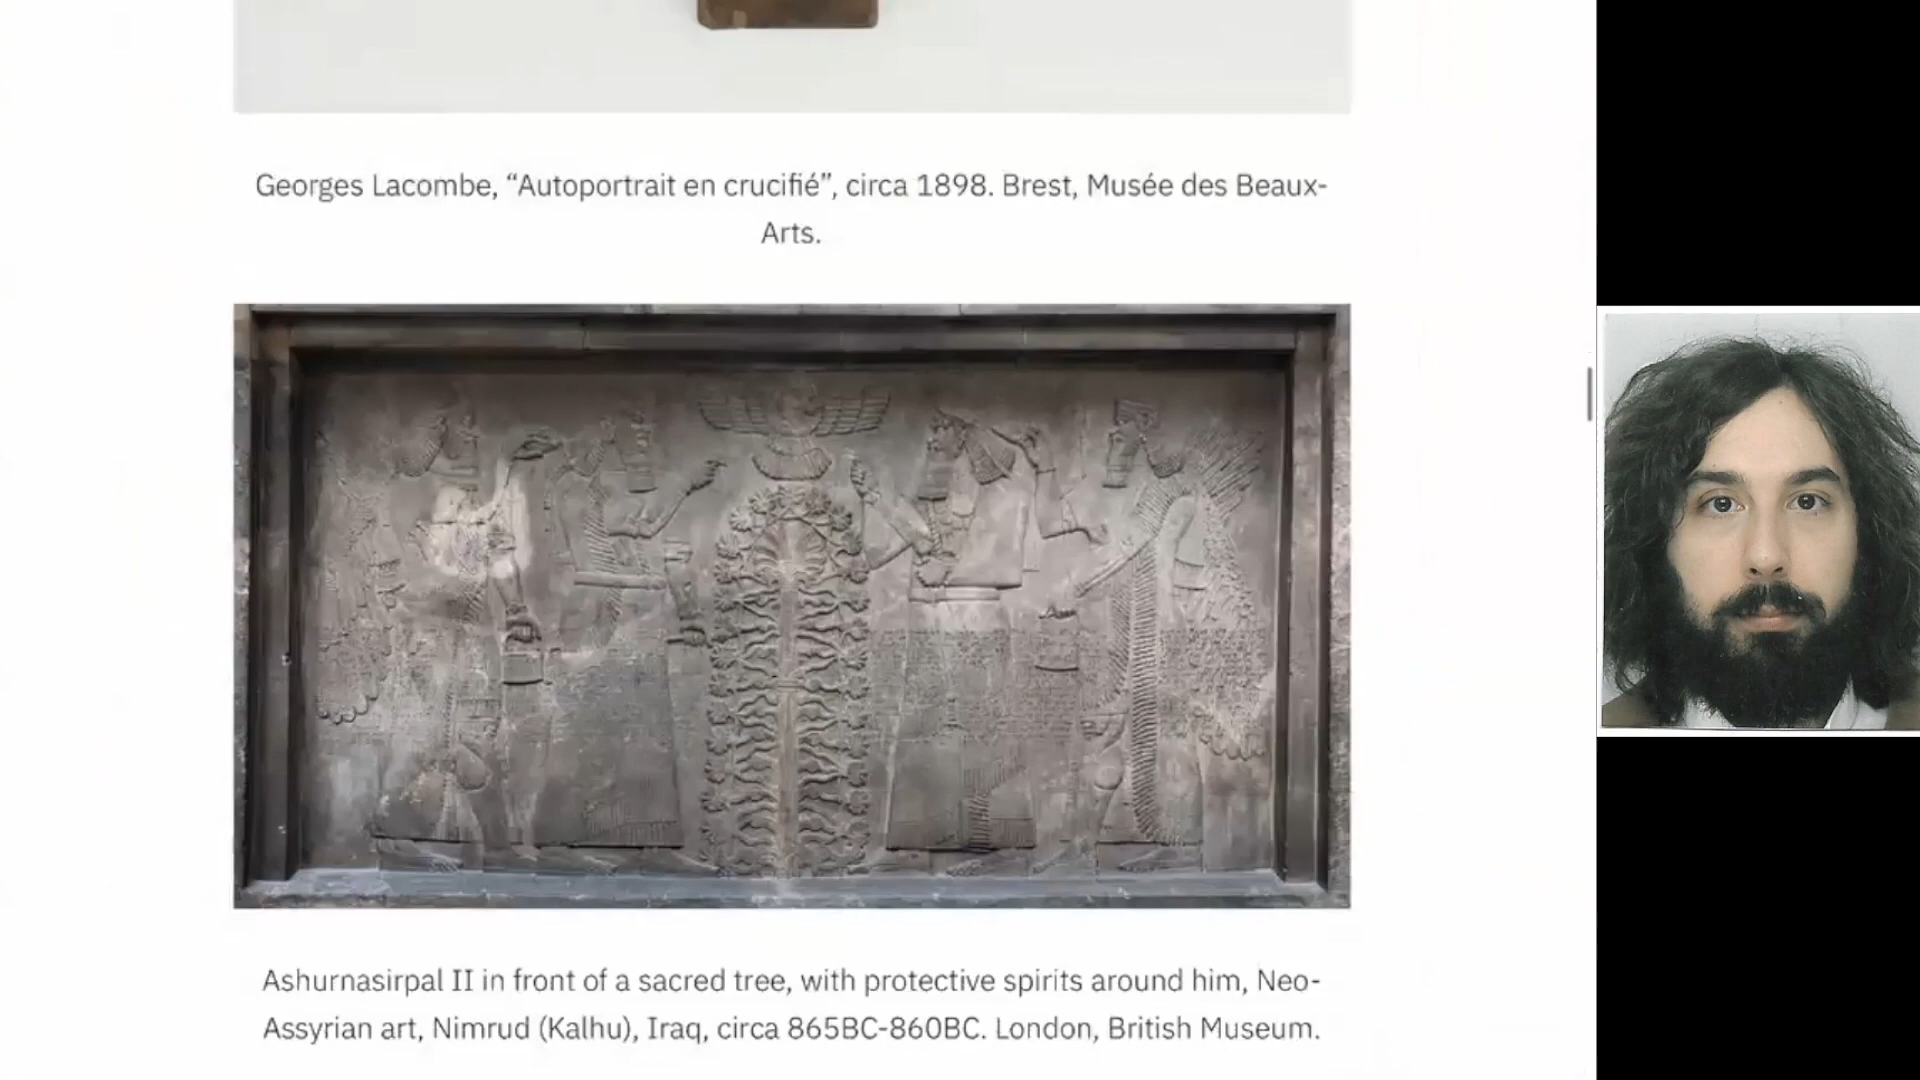 Georges Lacombe, “Autoportrait en crucifié”, circa 1898. Brest, Musée des Beaux-
Arts.
Ashurnasirpal II in front of a sacred tree, with protective spirits around him, Neo-
Assyrian art, Nimrud (Kalhu), Iraq, circa 865BC-860BC. London, British Museum.